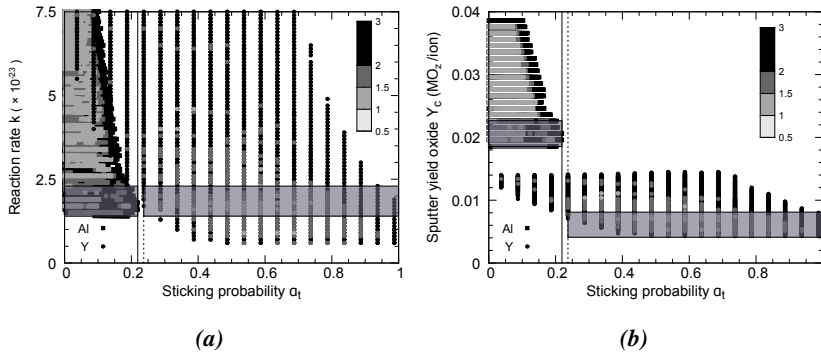 7.5
5
2.5
0
Reaction rate k ( × 10⁻²³)
3
2
1.5
1
0.5
Al
Y
0 0.2 0.4 0.6 0.8 1
Sticking probability αt
(a)
0.04
0.03
0.02
0.01
0
Sputter yield oxide Yc (MOz /ion)
3
2
1.5
1
0.5
Al
Y
0 0.2 0.4 0.6 0.8 1
Sticking probability αt
(b)